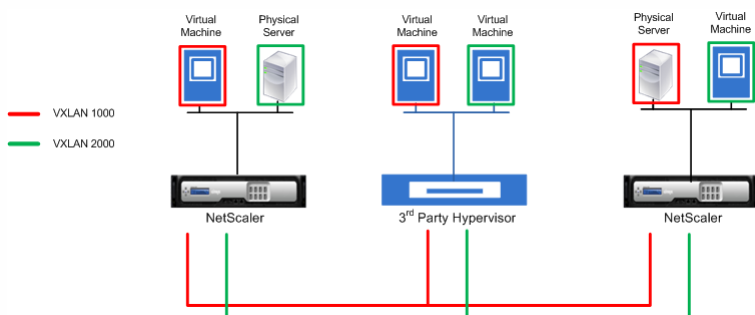 Virtual
Machine
Physical
Server
Virtual
Machine
Virtual
Machine
Physical
Server
Virtual
Machine
VXLAN 1000
VXLAN 2000
NetScaler
3rd Party Hypervisor
NetScaler